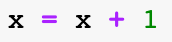 x = x + 1